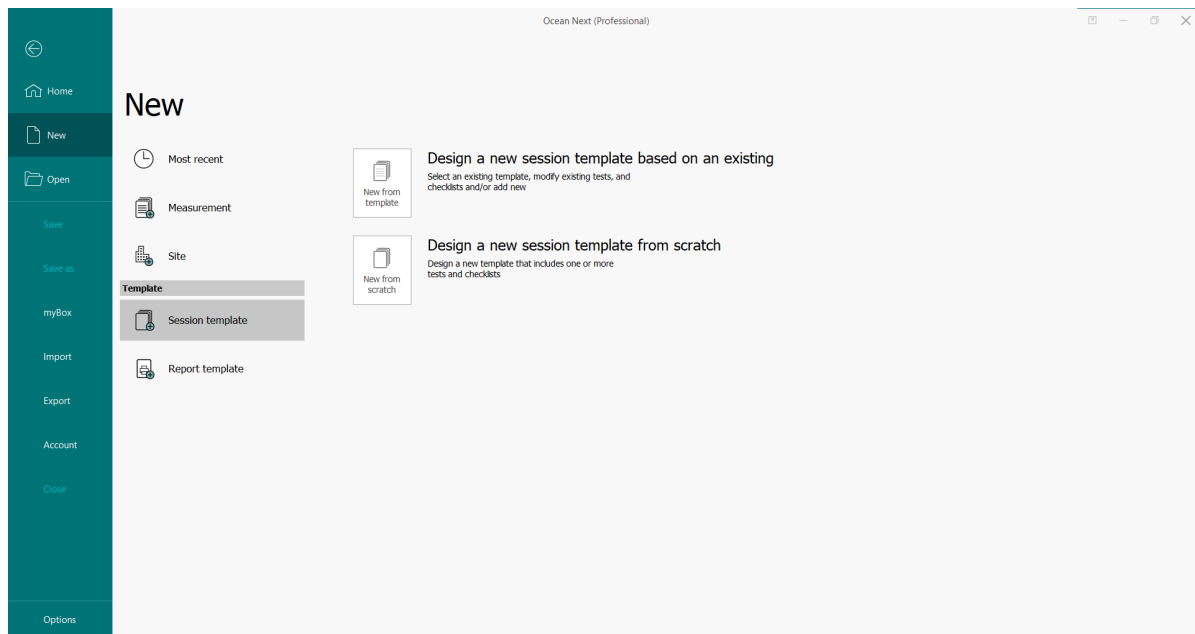 Ocean Next (Professional)
Home
New
Open
Save
Save as
myBox
Import
Export
Account
Close
Options
New
Most recent
Measurement
Site
Template
Session template
Report template
New from
template
Design a new session template based on an existing
Select an existing template, modify existing tests, and
checklists and/or add new
New from
scratch
Design a new session template from scratch
Design a new template that includes one or more
tests and checklists